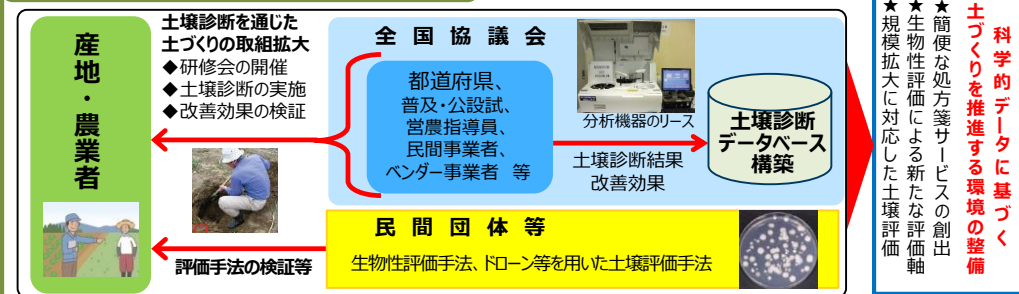 産地・農業者
土壌診断を通じた
土づくりの取組拡大
◆研修会の開催
◆土壌診断の実施
◆改善効果の検証
全国協議会
都道府県、
普及・公設試、
営農指導員、
民間事業者、
ベンダー事業者 等
分析機器のリース
土壌診断結果
改善効果
土壌診断
データベース
構築
民間団体等
生物性評価手法、ドローン等を用いた土壌評価手法
評価手法の検証等
科学的データに基づく
土づくりを推進する環境の整備
★簡便な処方箋サービスの創出
★生物性評価による新たな評価軸
★規模拡大に対応した土壌評価